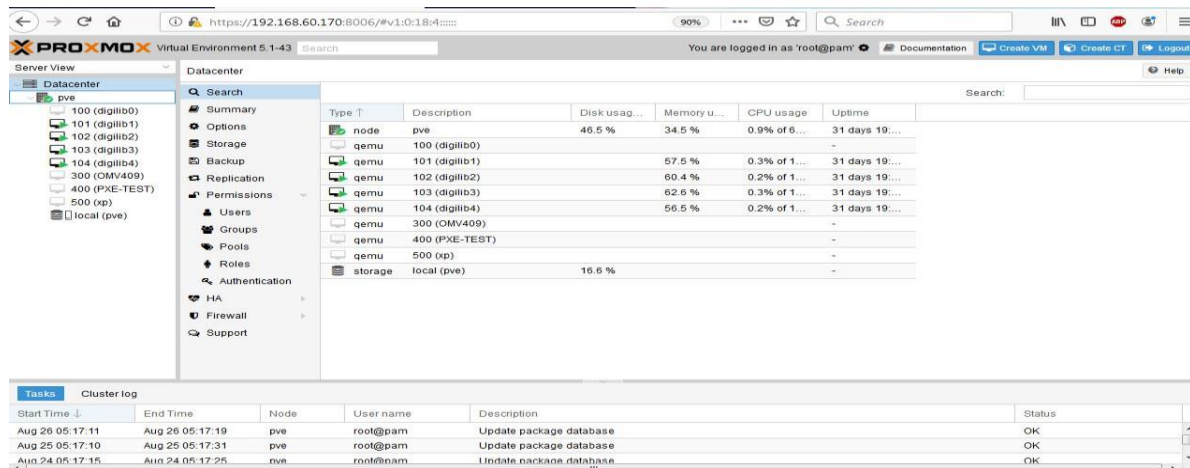 https://192.168.60.170:8006/#v1:0:18:4::::::
90%
Search
PROXMOX Virtual Environment 5.1-43 Search
You are logged in as 'root@pam' Documentation Create VM Create CT Logout
Server View
Datacenter
pve
100 (digilib0)
101 (digilib1)
102 (digilib2)
103 (digilib3)
104 (digilib4)
300 (OMV409)
400 (PXE-TEST)
500 (xp)
local (pve)
Datacenter
Help
Search
Summary
Options
Storage
Backup
Replication
Permissions
Users
Groups
Pools
Roles
Authentication
HA
Firewall
Support
Search:
Type Description Disk usag... Memory u... CPU usage Uptime
node pve 46.5 % 34.5 % 0.9% of 6... 31 days 19:...
qemu 100 (digilib0) -
qemu 101 (digilib1) 57.5 % 0.3% of 1... 31 days 19:...
qemu 102 (digilib2) 60.4 % 0.2% of 1... 31 days 19:...
qemu 103 (digilib3) 62.6 % 0.3% of 1... 31 days 19:...
qemu 104 (digilib4) 56.5 % 0.2% of 1... 31 days 19:...
qemu 300 (OMV409) -
qemu 400 (PXE-TEST) -
qemu 500 (xp) -
storage local (pve) 16.6 % -
Tasks Cluster log
Start Time End Time Node User name Description Status
Aug 26 05:17:11 Aug 26 05:17:19 pve root@pam Update package database OK
Aug 25 05:17:10 Aug 25 05:17:31 pve root@pam Update package database OK
Aug 24 05:17:15 Aug 24 05:17:25 pve root@pam Update package database OK